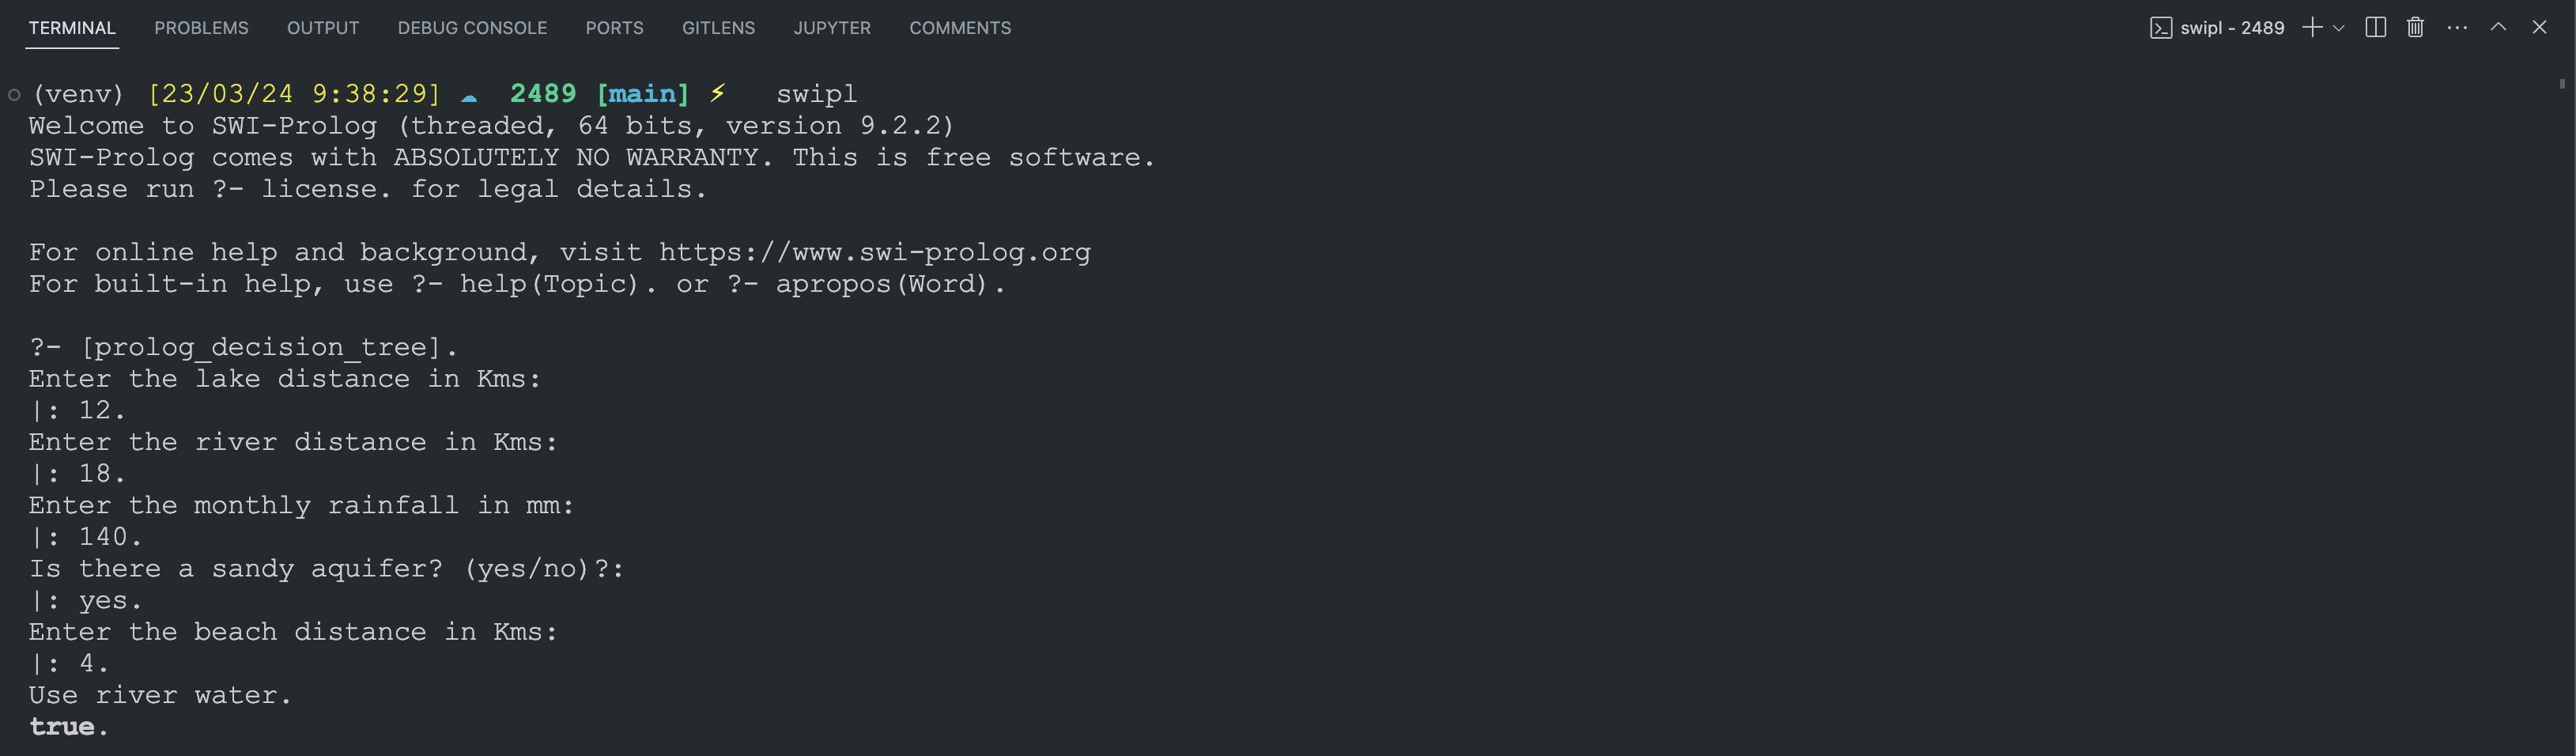 TERMINAL PROBLEMS OUTPUT DEBUG CONSOLE PORTS GITLENS JUPYTER COMMENTS swipl - 2489
(venv) [23/03/24 9:38:29] ☁ 2489 [main] ⚡ swipl
Welcome to SWI-Prolog (threaded, 64 bits, version 9.2.2)
SWI-Prolog comes with ABSOLUTELY NO WARRANTY. This is free software.
Please run ?- license. for legal details.
For online help and background, visit https://www.swi-prolog.org
For built-in help, use ?- help(Topic). or ?- apropos(Word).
?- [prolog_decision_tree].
Enter the lake distance in Kms:
|: 12.
Enter the river distance in Kms:
|: 18.
Enter the monthly rainfall in mm:
|: 140.
Is there a sandy aquifer? (yes/no)?:
|: yes.
Enter the beach distance in Kms:
|: 4.
Use river water.
true.